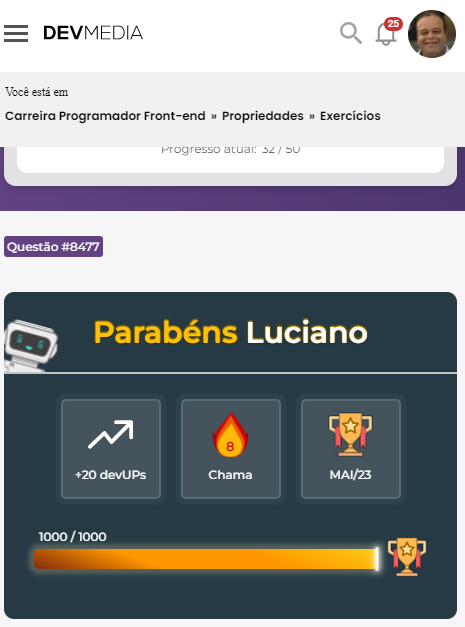 DEVMEDIA
25
Você está em
Carreira Programador Front-end » Propriedades » Exercícios
Progresso atual: 32 / 50
Questão #8477
Parabéns Luciano
8
+20 devUPs
Chama
MAI/23
1000 / 1000